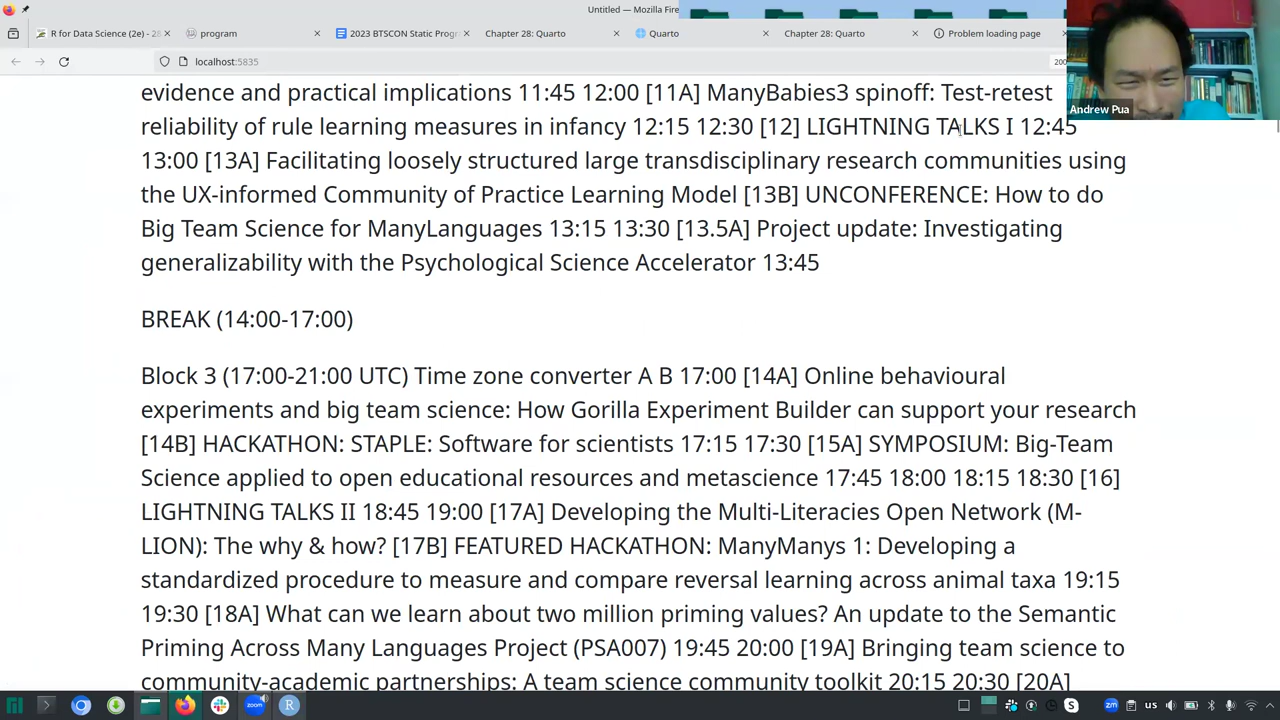 Untitled — Mozilla Fire
R for Data Science (2e) - 28
program
2023 BTSCON Static Prog
Chapter 28: Quarto
Quarto
Chapter 28: Quarto
Problem loading page
localhost:5835
200
Andrew Pua
evidence and practical implications 11:45 12:00 [11A] ManyBabies3 spinoff: Test-retest
reliability of rule learning measures in infancy 12:15 12:30 [12] LIGHTNING TALKS I 12:45
13:00 [13A] Facilitating loosely structured large transdisciplinary research communities using
the UX-informed Community of Practice Learning Model [13B] UNCONFERENCE: How to do
Big Team Science for ManyLanguages 13:15 13:30 [13.5A] Project update: Investigating
generalizability with the Psychological Science Accelerator 13:45
BREAK (14:00-17:00)
Block 3 (17:00-21:00 UTC) Time zone converter A B 17:00 [14A] Online behavioural
experiments and big team science: How Gorilla Experiment Builder can support your research
[14B] HACKATHON: STAPLE: Software for scientists 17:15 17:30 [15A] SYMPOSIUM: Big-Team
Science applied to open educational resources and metascience 17:45 18:00 18:15 18:30 [16]
LIGHTNING TALKS II 18:45 19:00 [17A] Developing the Multi-Literacies Open Network (M-
LION): The why & how? [17B] FEATURED HACKATHON: ManyManys 1: Developing a
standardized procedure to measure and compare reversal learning across animal taxa 19:15
19:30 [18A] What can we learn about two million priming values? An update to the Semantic
Priming Across Many Languages Project (PSA007) 19:45 20:00 [19A] Bringing team science to
community-academic partnerships: A team science community toolkit 20:15 20:30 [20A]
zoom
R
S
zm
us